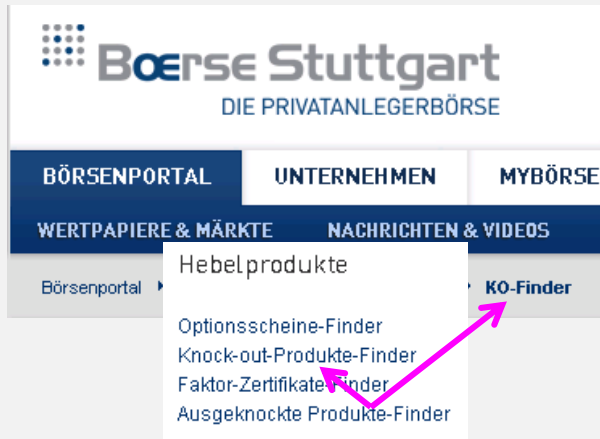 Boerse Stuttgart
DIE PRIVATANLEGERBÖRSE
BÖRSENPORTAL UNTERNEHMEN MYBÖRSE
WERTPAPIERE & MÄRKTE NACHRICHTEN & VIDEOS
Börsenportal KO-Finder
Hebelprodukte
Optionsscheine-Finder
Knock-out-Produkte-Finder
Faktor-Zertifikate-Finder
Ausgeknockte Produkte-Finder